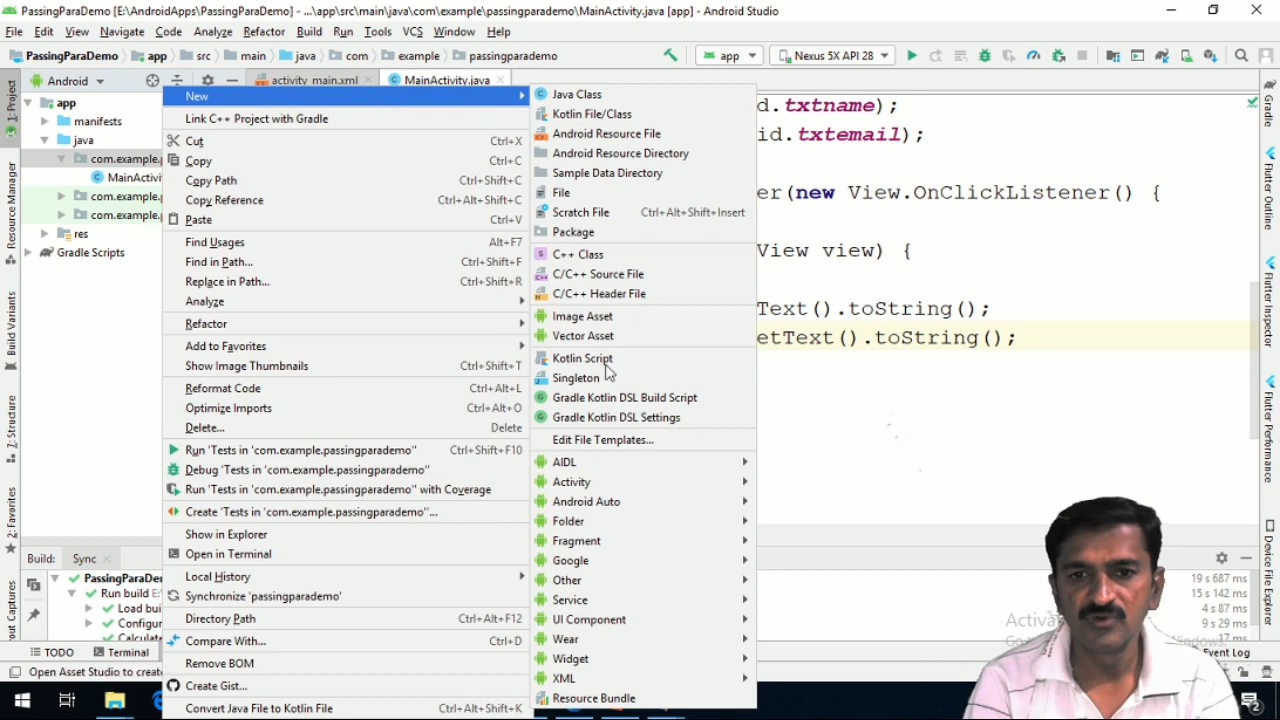 PassingParaDemo [E:\AndroidApps\PassingParaDemo] - ...\app\src\main\java\com\example\passingparademo\MainActivity.java [app] - Android Studio
File Edit View Navigate Code Analyze Refactor Build Run Tools VCS Window Help
PassingParaDemo app src main java com example passingparademo app Nexus 5X API 28
Android activity_main.xml MainActivity.java
1: Project
Resource Manager
Build Variants
Z: Structure
2: Favorites
out Captures
app
manifests
java
com.example.p
MainActivi
com.example.
com.example.
res
Gradle Scripts
New
Link C++ Project with Gradle
Cut Ctrl+X
Copy Ctrl+C
Copy Path Ctrl+Shift+C
Copy Reference Ctrl+Alt+Shift+C
Paste Ctrl+V
Find Usages Alt+F7
Find in Path... Ctrl+Shift+F
Replace in Path... Ctrl+Shift+R
Analyze
Refactor
Add to Favorites
Show Image Thumbnails Ctrl+Shift+T
Reformat Code Ctrl+Alt+L
Optimize Imports Ctrl+Alt+O
Delete... Delete
Run 'Tests in 'com.example.passingparademo'' Ctrl+Shift+F10
Debug 'Tests in 'com.example.passingparademo''
Run 'Tests in 'com.example.passingparademo'' with Coverage
Create 'Tests in 'com.example.passingparademo''...
Show in Explorer
Open in Terminal
Local History
Synchronize 'passingparademo'
Directory Path Ctrl+Alt+F12
Compare With... Ctrl+D
Remove BOM
Create Gist...
Convert Java File to Kotlin File Ctrl+Alt+Shift+K
Java Class
Kotlin File/Class
Android Resource File
Android Resource Directory
Sample Data Directory
File
Scratch File Ctrl+Alt+Shift+Insert
Package
C++ Class
C/C++ Source File
C/C++ Header File
Image Asset
Vector Asset
Kotlin Script
Singleton
Gradle Kotlin DSL Build Script
Gradle Kotlin DSL Settings
Edit File Templates...
AIDL
Activity
Android Auto
Folder
Fragment
Google
Other
Service
UI Component
Wear
Widget
XML
Resource Bundle
d.txtname);
id.txtemail);
er(new View.OnClickListener() {
View view) {
Text().toString();
etText().toString();
Gradle
Flutter Outline
Flutter Inspector
Flutter Performance
Device File Explorer
Build: Sync
PassingParaDe
Run build E:
Load bui
Configur
Calculate
19 s 687 ms
15 s 142 ms
4 s 87 ms
9 s 29 ms
17 ms
Activa
Go
Windows.
TODO Terminal
Event Log
Open Asset Studio to create
2